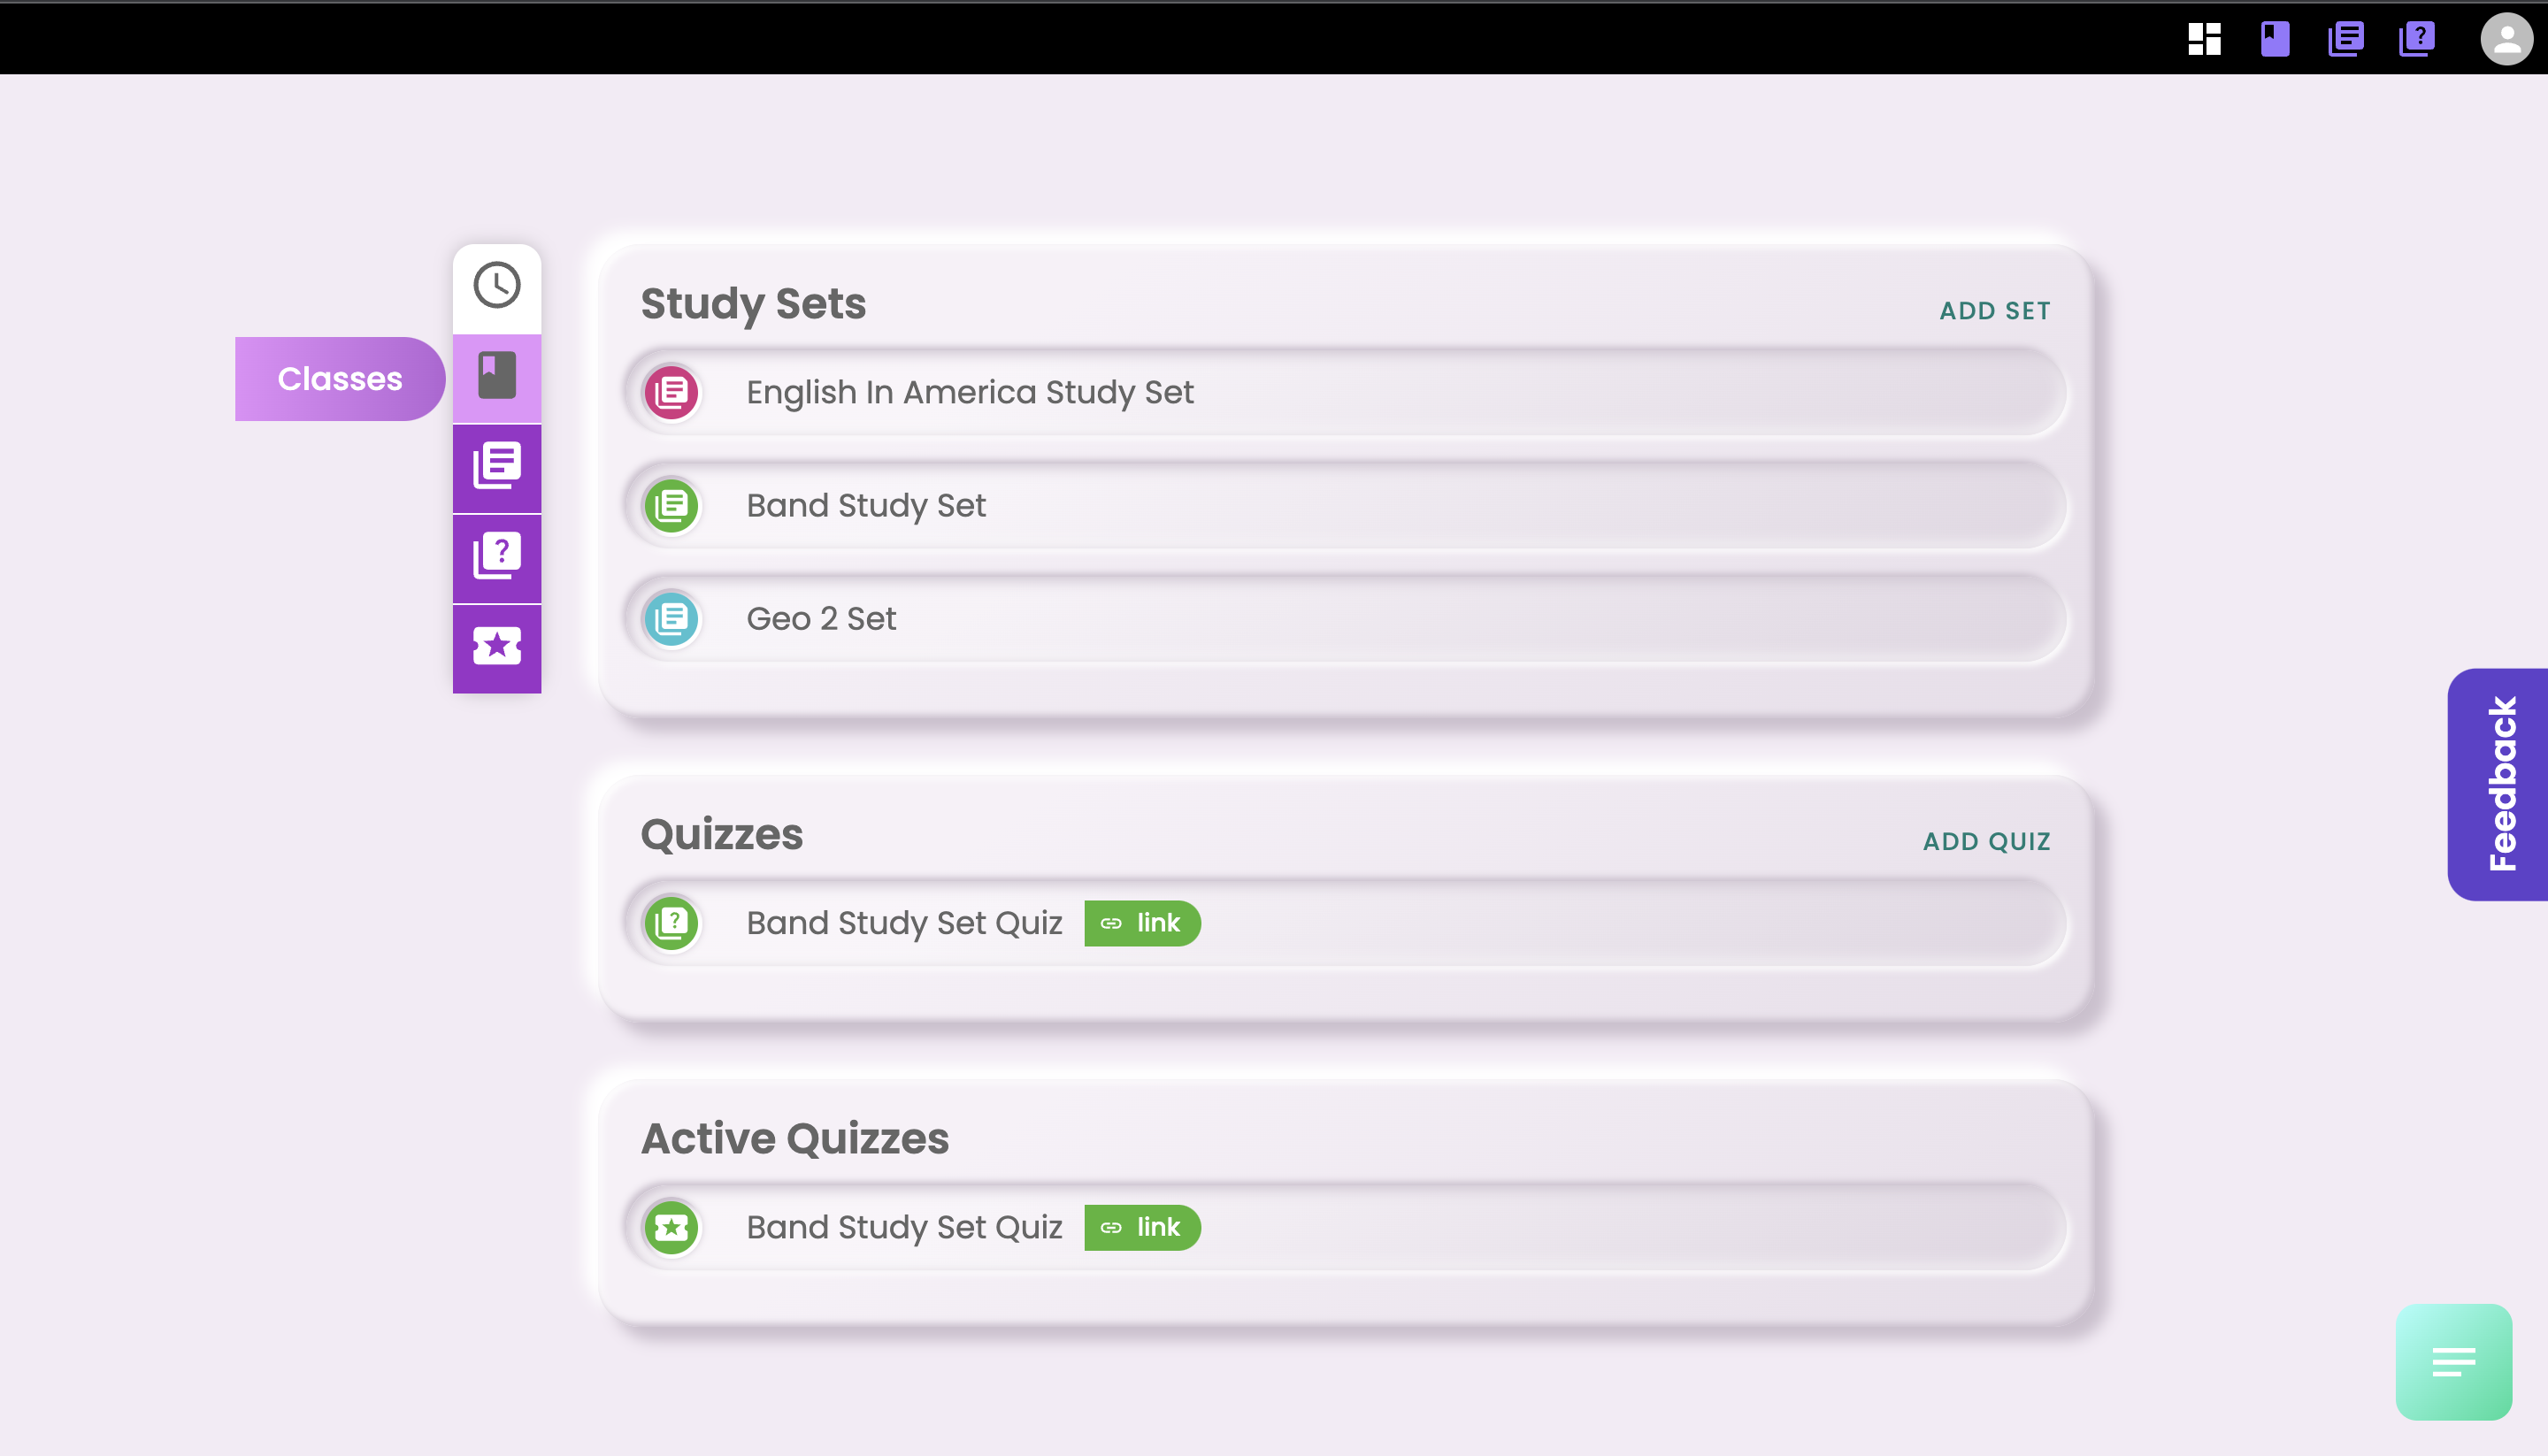 Classes
Study Sets
ADD SET
English In America Study Set
Band Study Set
Geo 2 Set
Quizzes
ADD QUIZ
Band Study Set Quiz link
Active Quizzes
Band Study Set Quiz link
Feedback